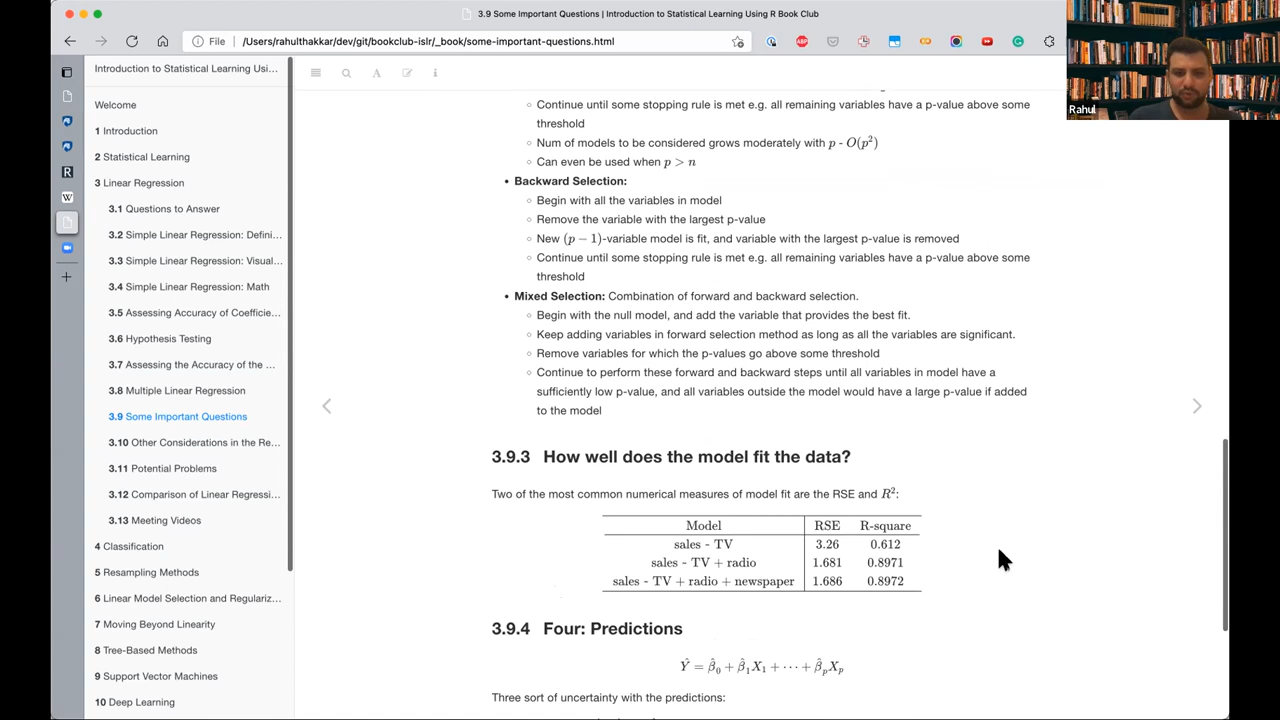 3.9 Some Important Questions | Introduction to Statistical Learning Using R Book Club
File
/Users/rahulthakkar/dev/git/bookclub-islr/_book/some-important-questions.html
ABP
Rahul
Introduction to Statistical Learning Usi...
Welcome
1 Introduction
2 Statistical Learning
3 Linear Regression
3.1 Questions to Answer
3.2 Simple Linear Regression: Defini...
3.3 Simple Linear Regression: Visual...
3.4 Simple Linear Regression: Math
3.5 Assessing Accuracy of Coefficie...
3.6 Hypothesis Testing
3.7 Assessing the Accuracy of the ...
3.8 Multiple Linear Regression
3.9 Some Important Questions
3.10 Other Considerations in the Re...
3.11 Potential Problems
3.12 Comparison of Linear Regressi...
3.13 Meeting Videos
4 Classification
5 Resampling Methods
6 Linear Model Selection and Regulariz...
7 Moving Beyond Linearity
8 Tree-Based Methods
9 Support Vector Machines
10 Deep Learning
Continue until some stopping rule is met e.g. all remaining variables have a p-value above some
threshold
Num of models to be considered grows moderately with p - O(p²)
Can even be used when p > n
Backward Selection:
Begin with all the variables in model
Remove the variable with the largest p-value
New (p − 1)-variable model is fit, and variable with the largest p-value is removed
Continue until some stopping rule is met e.g. all remaining variables have a p-value above some
threshold
Mixed Selection: Combination of forward and backward selection.
Begin with the null model, and add the variable that provides the best fit.
Keep adding variables in forward selection method as long as all the variables are significant.
Remove variables for which the p-values go above some threshold
Continue to perform these forward and backward steps until all variables in model have a
sufficiently low p-value, and all variables outside the model would have a large p-value if added
to the model
3.9.3 How well does the model fit the data?
Two of the most common numerical measures of model fit are the RSE and R²:
Model RSE R-square
sales - TV 3.26 0.612
sales - TV + radio 1.681 0.8971
sales - TV + radio + newspaper 1.686 0.8972
3.9.4 Four: Predictions
Ŷ = β̂₀ + β̂₁X₁ + ⋯ + β̂ₚXₚ
Three sort of uncertainty with the predictions: